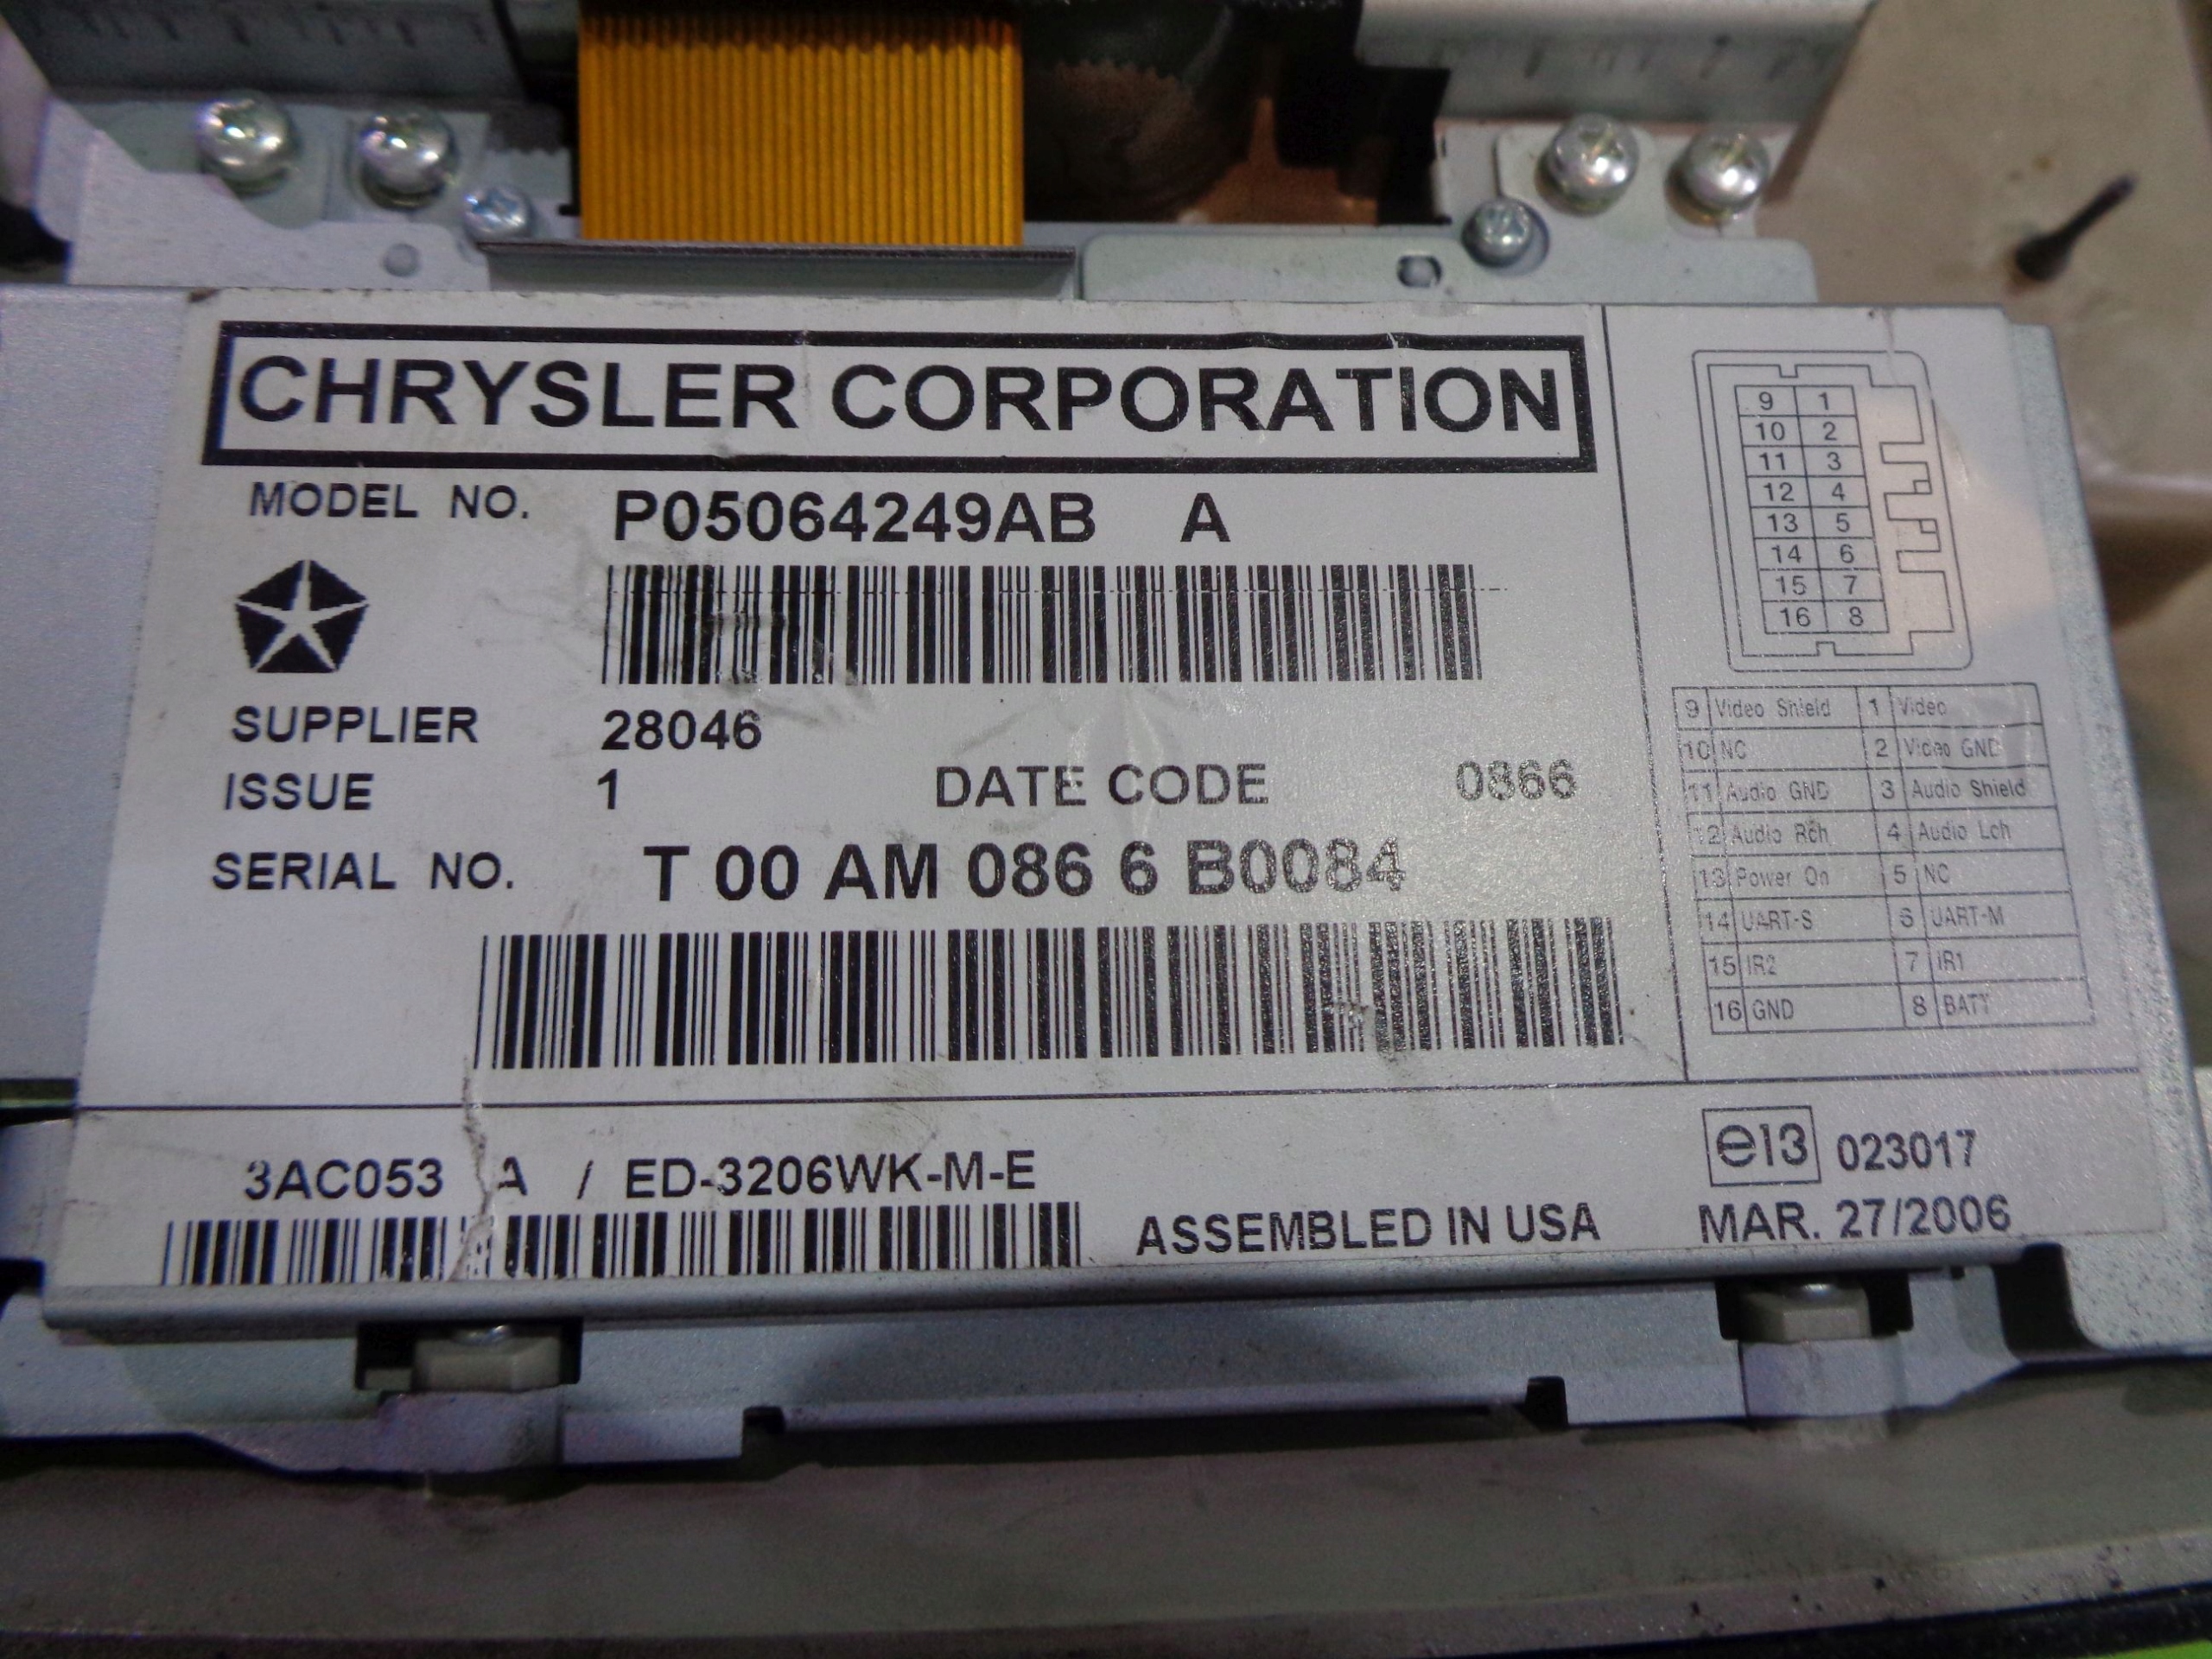 CHRYSLER CORPORATION
MODEL NO. P05064249AB A
SUPPLIER 28046
ISSUE 1 DATE CODE 0866
SERIAL NO. T 00 AM 086 6 B0084
9 1
10 2
11 3
12 4
13 5
14 6
15 7
16 8
9 Video Shield 1 Video
10 NC 2 Video GND
11 Audio GND 3 Audio Shield
12 Audio Rch 4 Audio Lch
13 Power On 5 NC
14 UART-S 6 UART-M
15 IR2 7 IR1
16 GND 8 BATT
3AC053 A / ED-3206WK-M-E
ASSEMBLED IN USA
e13 023017
MAR. 27/2006